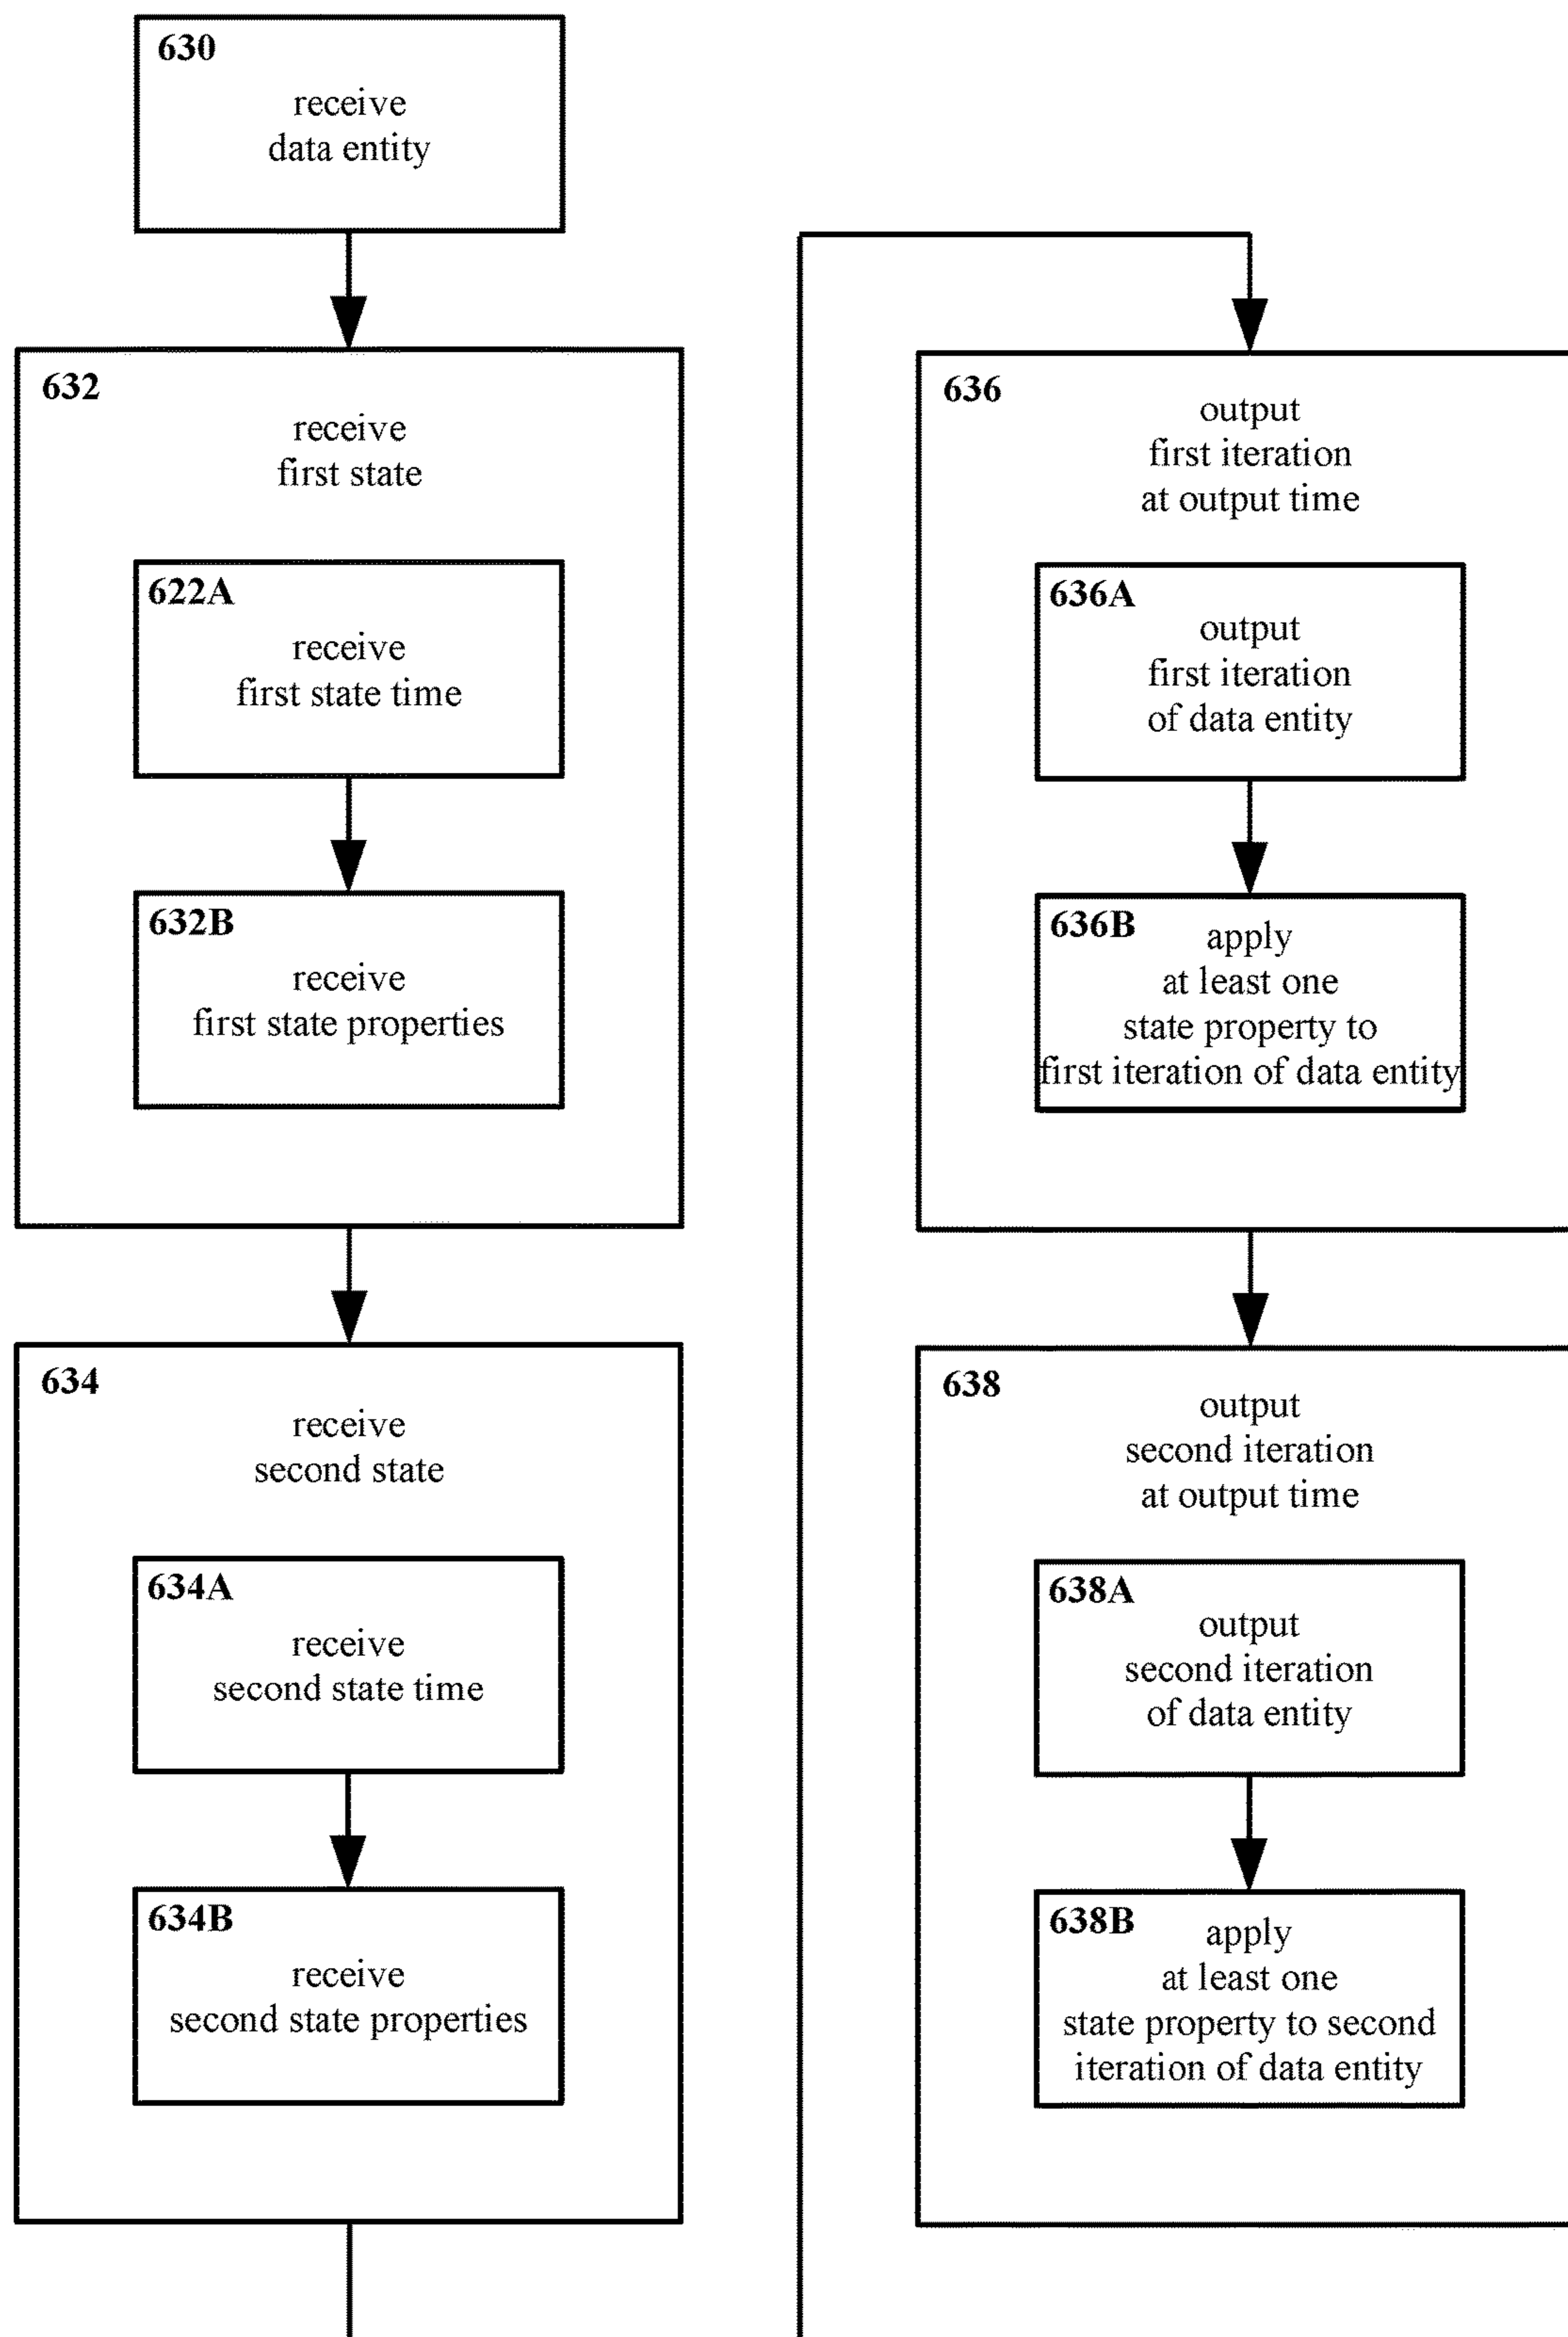 630
receive
data entity
632
receive
first state
622A
receive
first state time
632B
receive
first state properties
634
receive
second state
634A
receive
second state time
634B
receive
second state properties
636
output
first iteration
at output time
636A
output
first iteration
of data entity
636B
apply
at least one
state property to
first iteration of data entity
638
output
second iteration
at output time
638A
output
second iteration
of data entity
638B
apply
at least one
state property to second
iteration of data entity